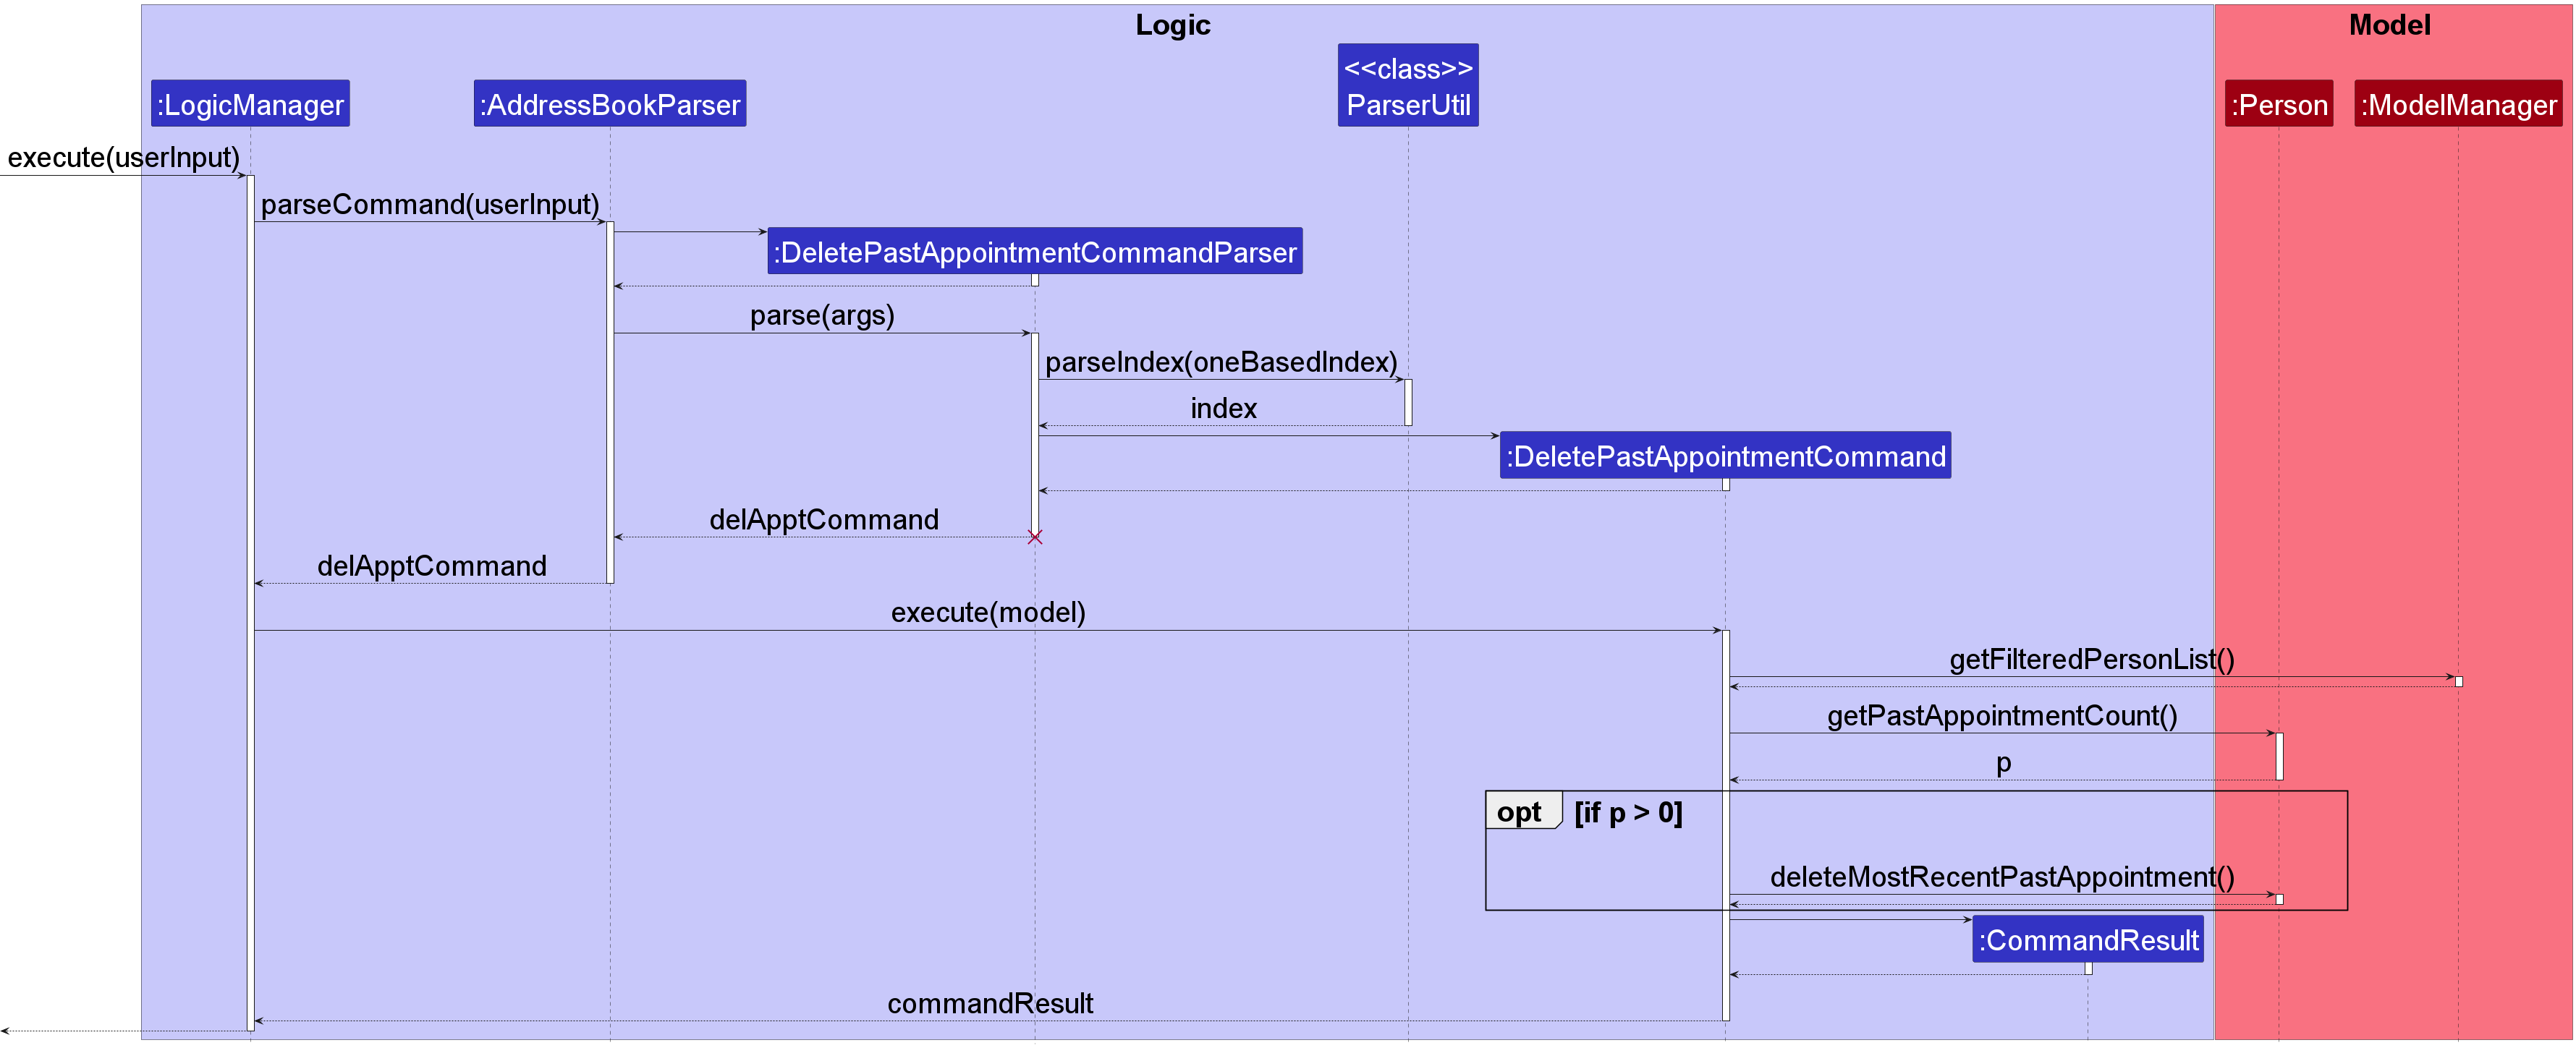 Logic
Model
<<class>>
ParserUtil
:LogicManager
:AddressBookParser
:Person
:ModelManager
execute(userInput)
parseCommand(userInput)
:DeletePastAppointmentCommandParser
parse(args)
parseIndex(oneBasedIndex)
index
:DeletePastAppointmentCommand
delApptCommand
delApptCommand
execute(model)
getFilteredPersonList()
getPastAppointmentCount()
p
opt [if p > 0]
deleteMostRecentPastAppointment()
:CommandResult
commandResult